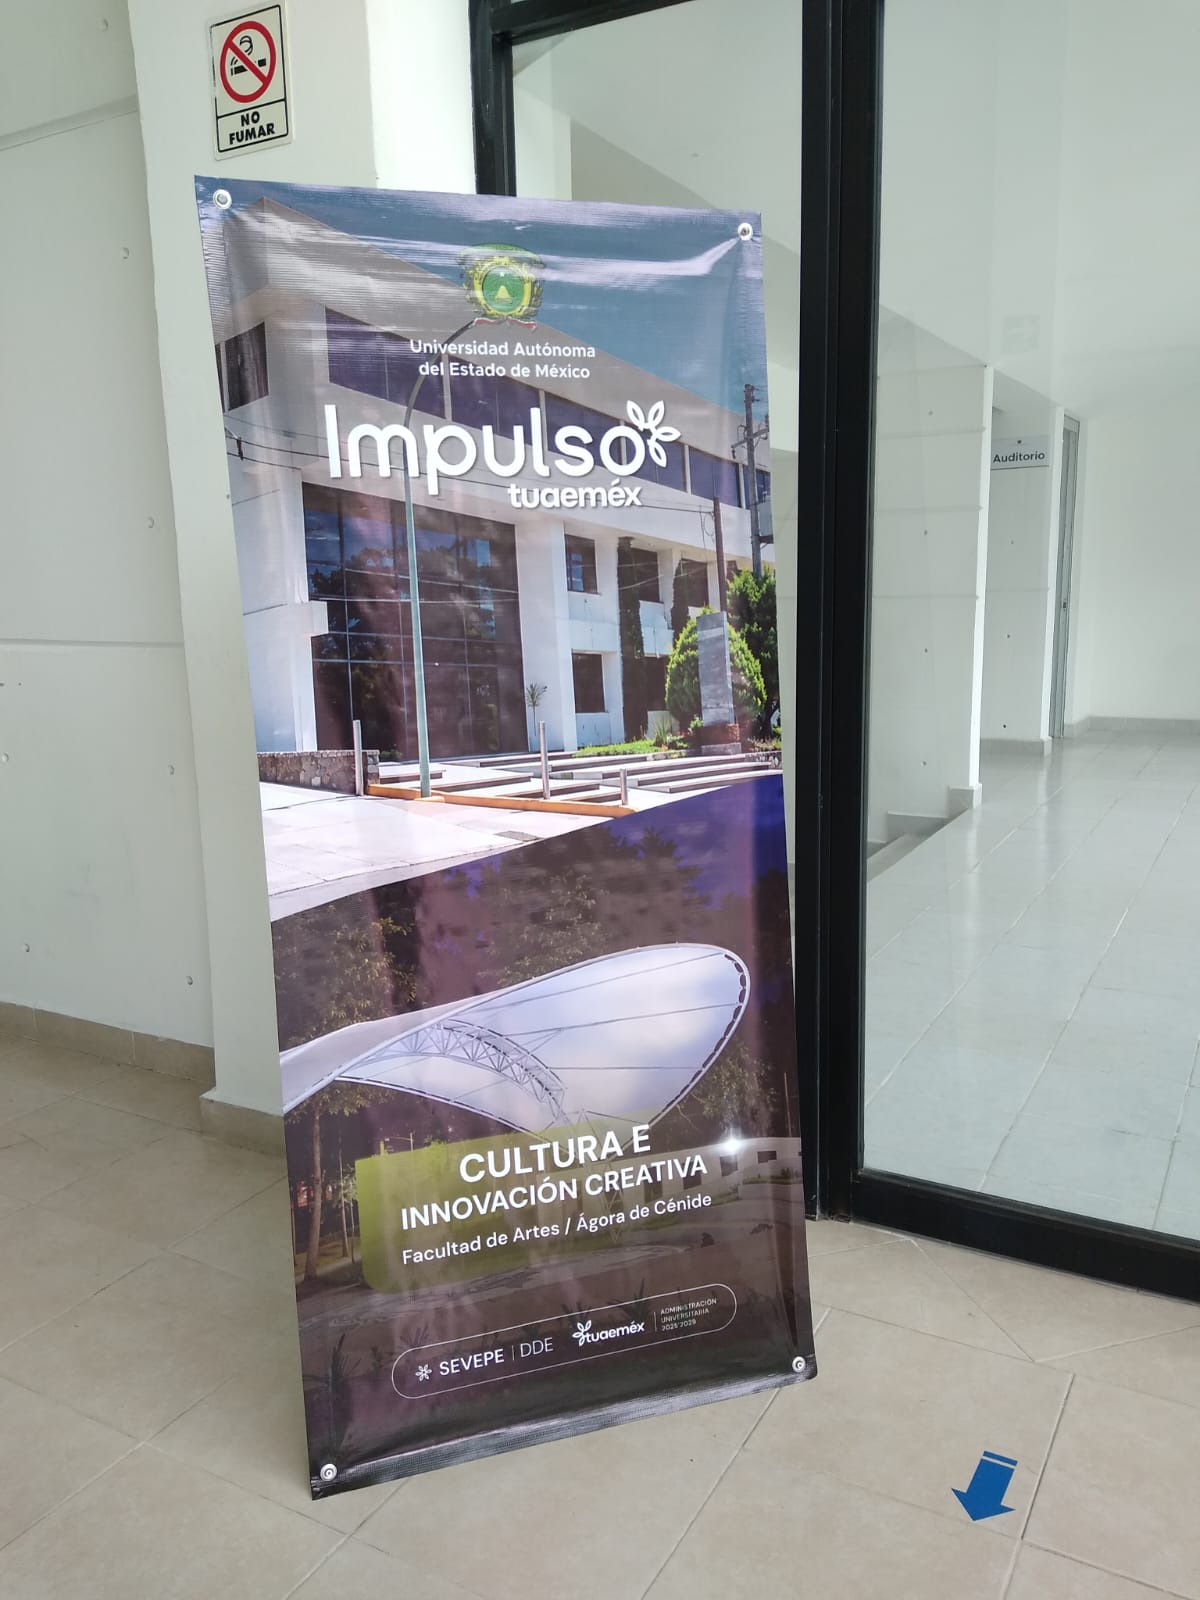 NO
FUMAR
Universidad Autónoma
del Estado de México
Impulso
tuaeméx
Auditorio
CULTURA E
INNOVACIÓN CREATIVA
Facultad de Artes / Ágora de Cénide
SEVEPE | DDE
tuaeméx
ADMINISTRACIÓN
UNIVERSITARIA
2025-2029